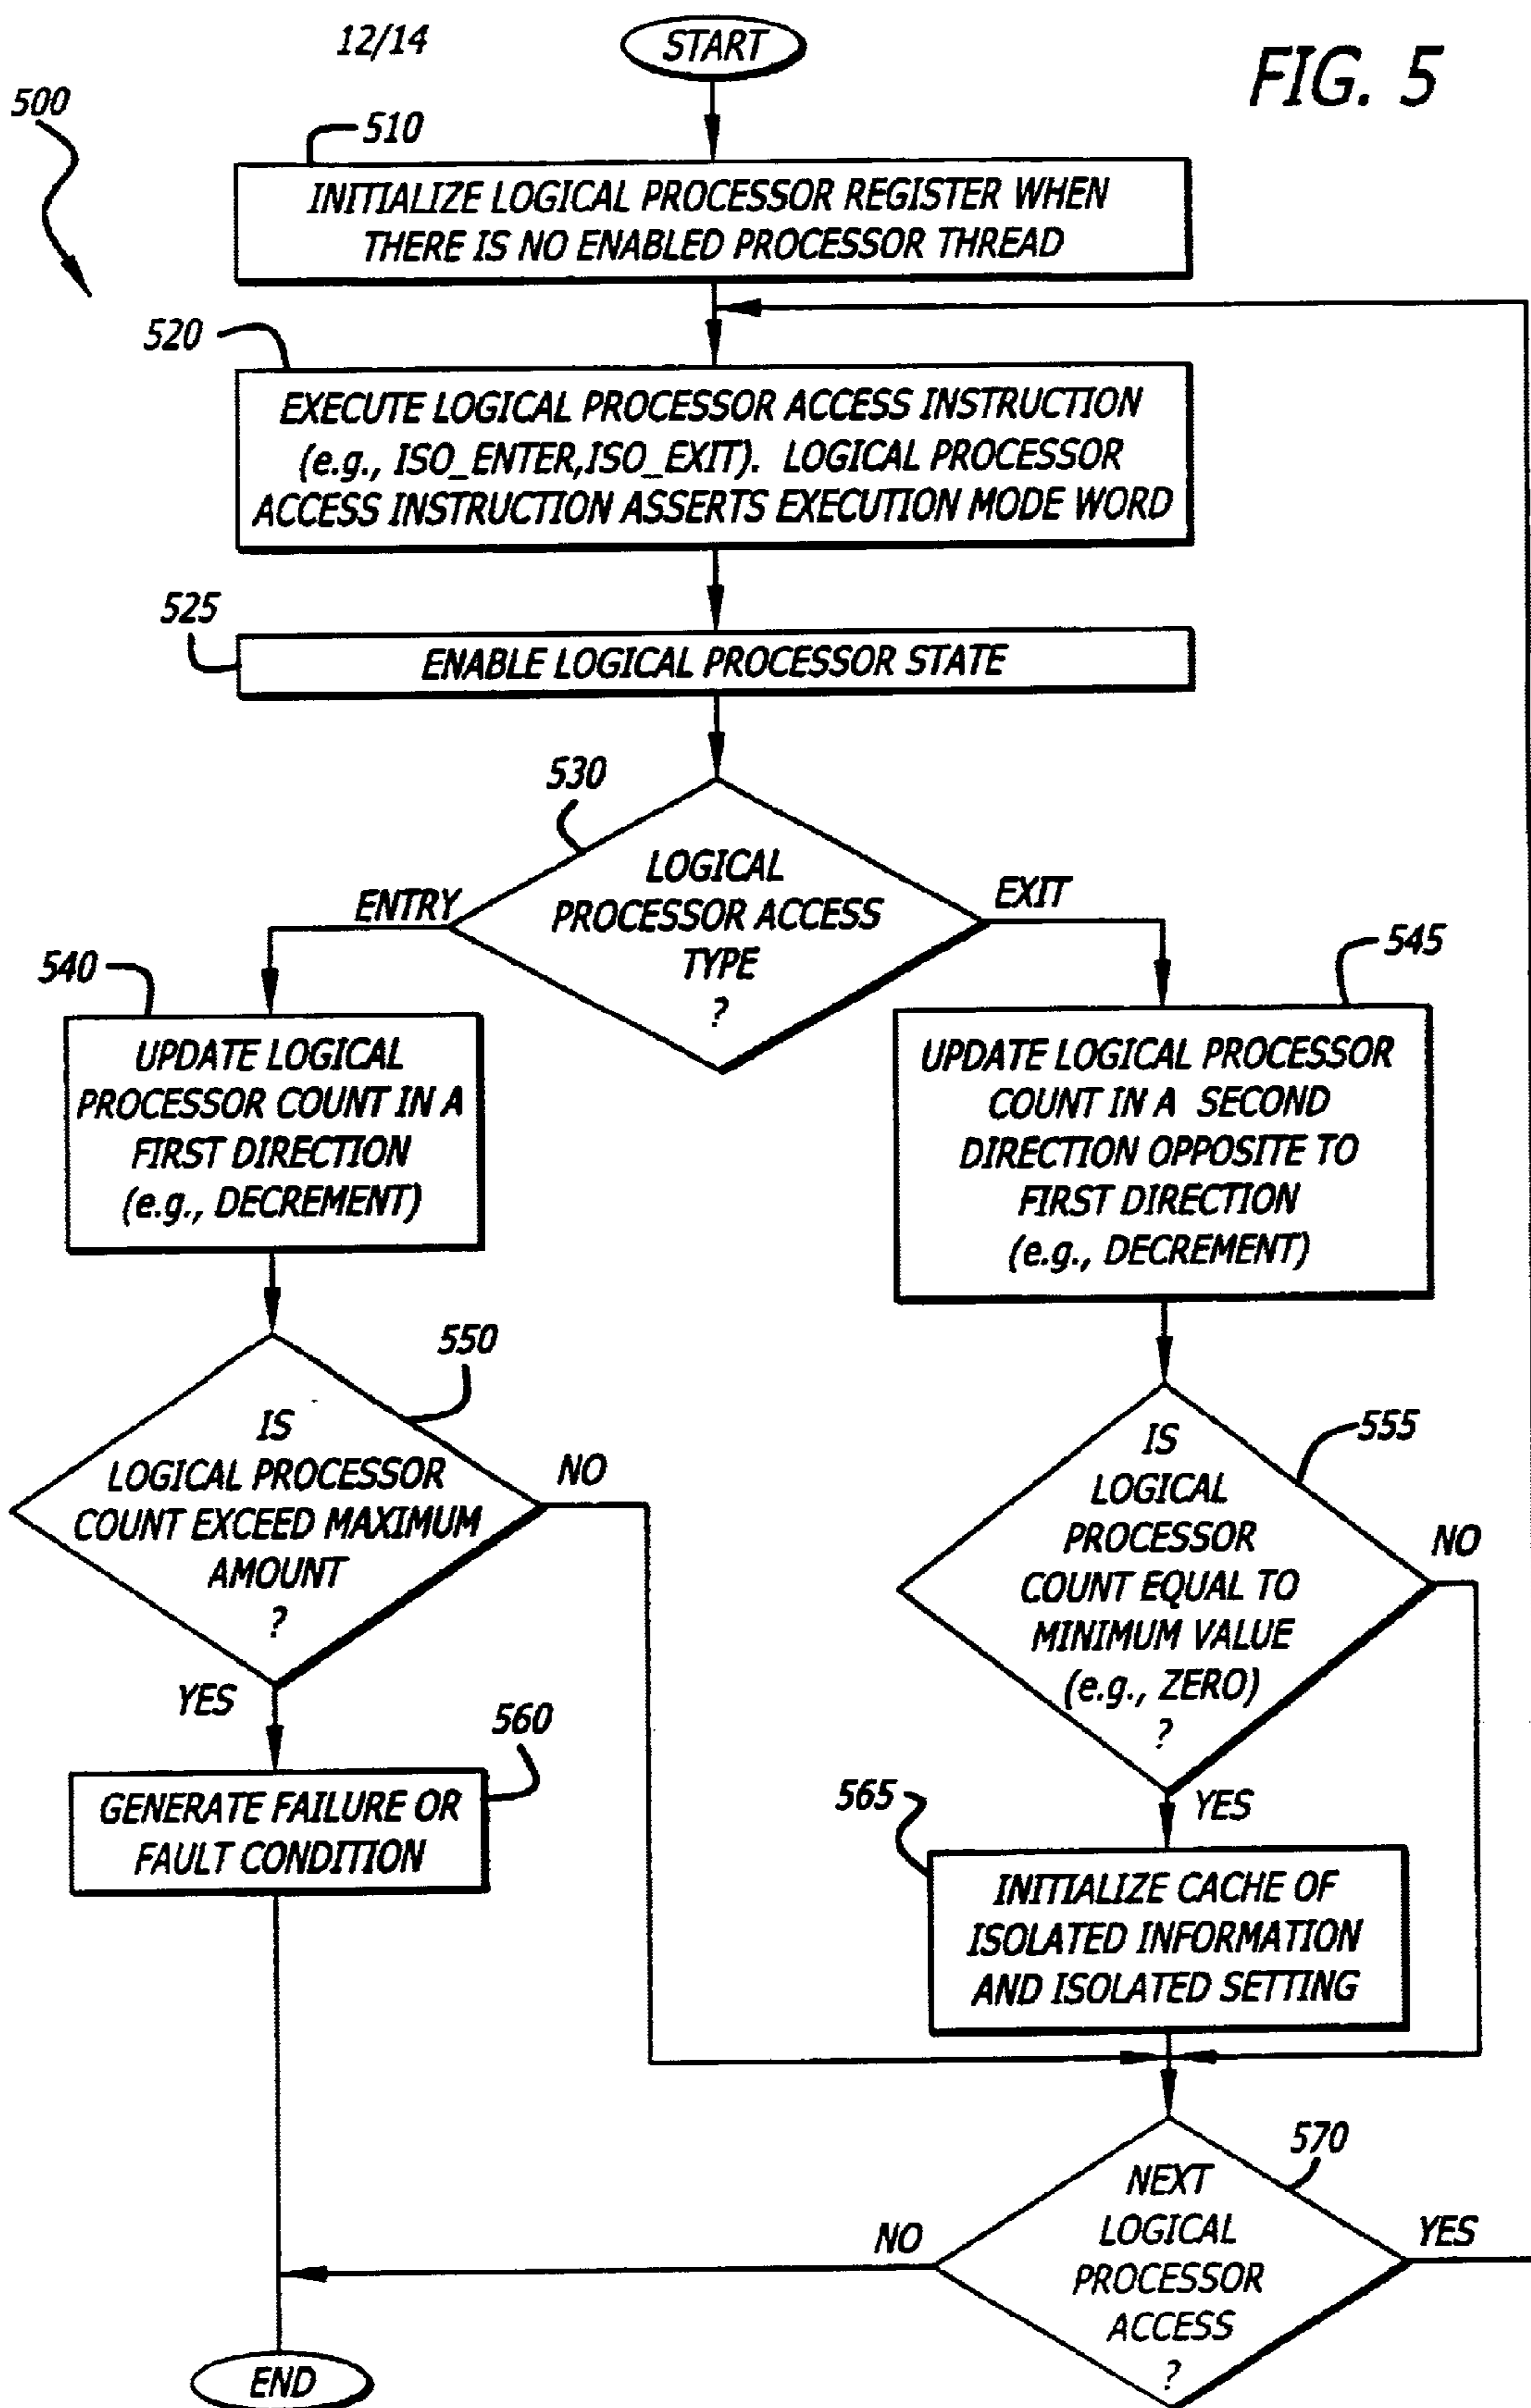 12/14
START
FIG. 5
500
510
INITIALIZE LOGICAL PROCESSOR REGISTER WHEN
THERE IS NO ENABLED PROCESSOR THREAD
520
EXECUTE LOGICAL PROCESSOR ACCESS INSTRUCTION
(e.g., ISO_ENTER,ISO_EXIT). LOGICAL PROCESSOR
ACCESS INSTRUCTION ASSERTS EXECUTION MODE WORD
525
ENABLE LOGICAL PROCESSOR STATE
530
LOGICAL
PROCESSOR ACCESS
TYPE
?
ENTRY
EXIT
540
UPDATE LOGICAL
PROCESSOR COUNT IN A
FIRST DIRECTION
(e.g., DECREMENT)
545
UPDATE LOGICAL PROCESSOR
COUNT IN A SECOND
DIRECTION OPPOSITE TO
FIRST DIRECTION
(e.g., DECREMENT)
550
IS
LOGICAL PROCESSOR
COUNT EXCEED MAXIMUM
AMOUNT
?
NO
YES
555
IS
LOGICAL
PROCESSOR
COUNT EQUAL TO
MINIMUM VALUE
(e.g., ZERO)
?
NO
YES
560
GENERATE FAILURE OR
FAULT CONDITION
565
INITIALIZE CACHE OF
ISOLATED INFORMATION
AND ISOLATED SETTING
570
NEXT
LOGICAL
PROCESSOR
ACCESS
?
NO
YES
END